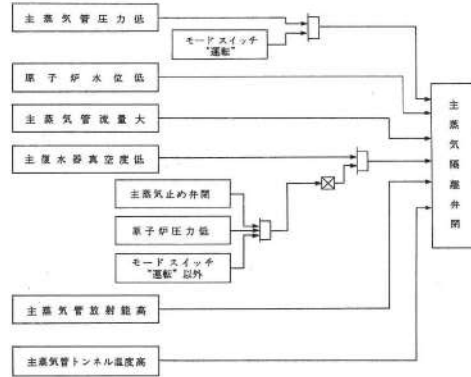 主蒸気管圧力低
モードスイッチ
“運転”
原子炉水位低
主蒸気管流量大
主復水器真空度低
主蒸気止め弁閉
原子炉圧力低
モードスイッチ
“運転”以外
主蒸気管放射能高
主蒸気管トンネル温度高
主蒸気隔離弁閉